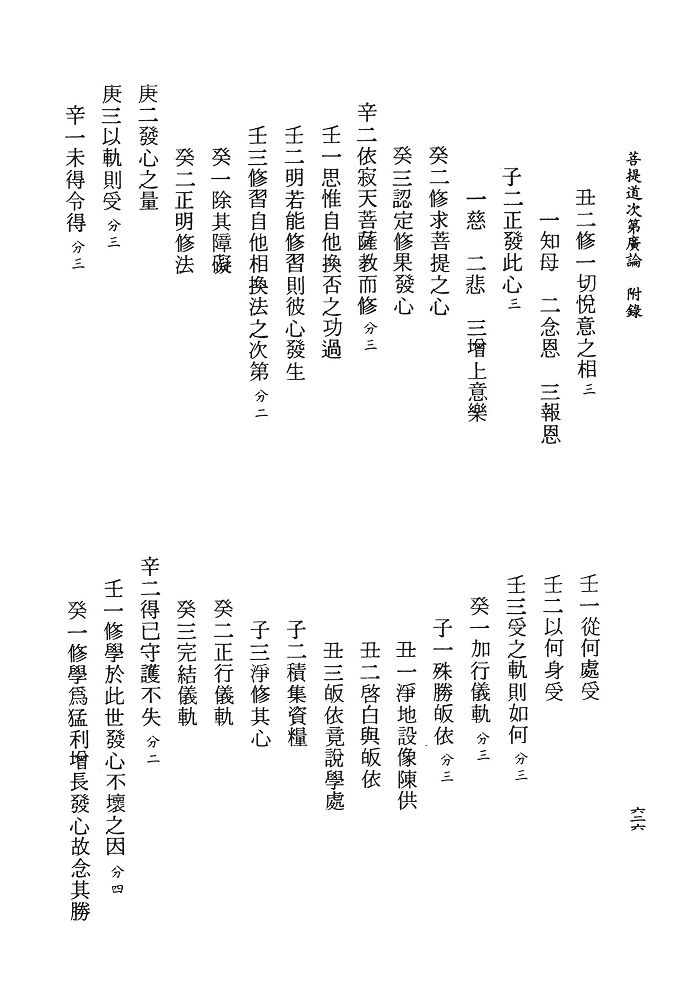 菩提道次第廣論　附錄
丑二修一切悅意之相三
一知母　二念恩　三報恩
子二正發此心三
一慈　二悲　三增上意樂
癸二修求菩提之心
癸三認定修果發心
辛二依寂天菩薩教而修分三
壬一思惟自他換否之功過
壬二明若能修習則彼心發生
壬三修習自他相換法之次第分二
癸一除其障礙
癸二正明修法
庚二發心之量
庚三以軌則受分三
辛一未得令得分三
壬一從何處受
壬二以何身受
壬三受之軌則如何分三
癸一加行儀軌分三
子一殊勝皈依分三
丑一淨地設像陳供
丑二啓白與皈依
丑三皈依竟說學處
子二積集資糧
子三淨修其心
癸二正行儀軌
癸三完結儀軌
辛二得已守護不失分二
壬一修學於此世發心不壞之因分四
癸一修學爲猛利增長發心故念其勝
六三六